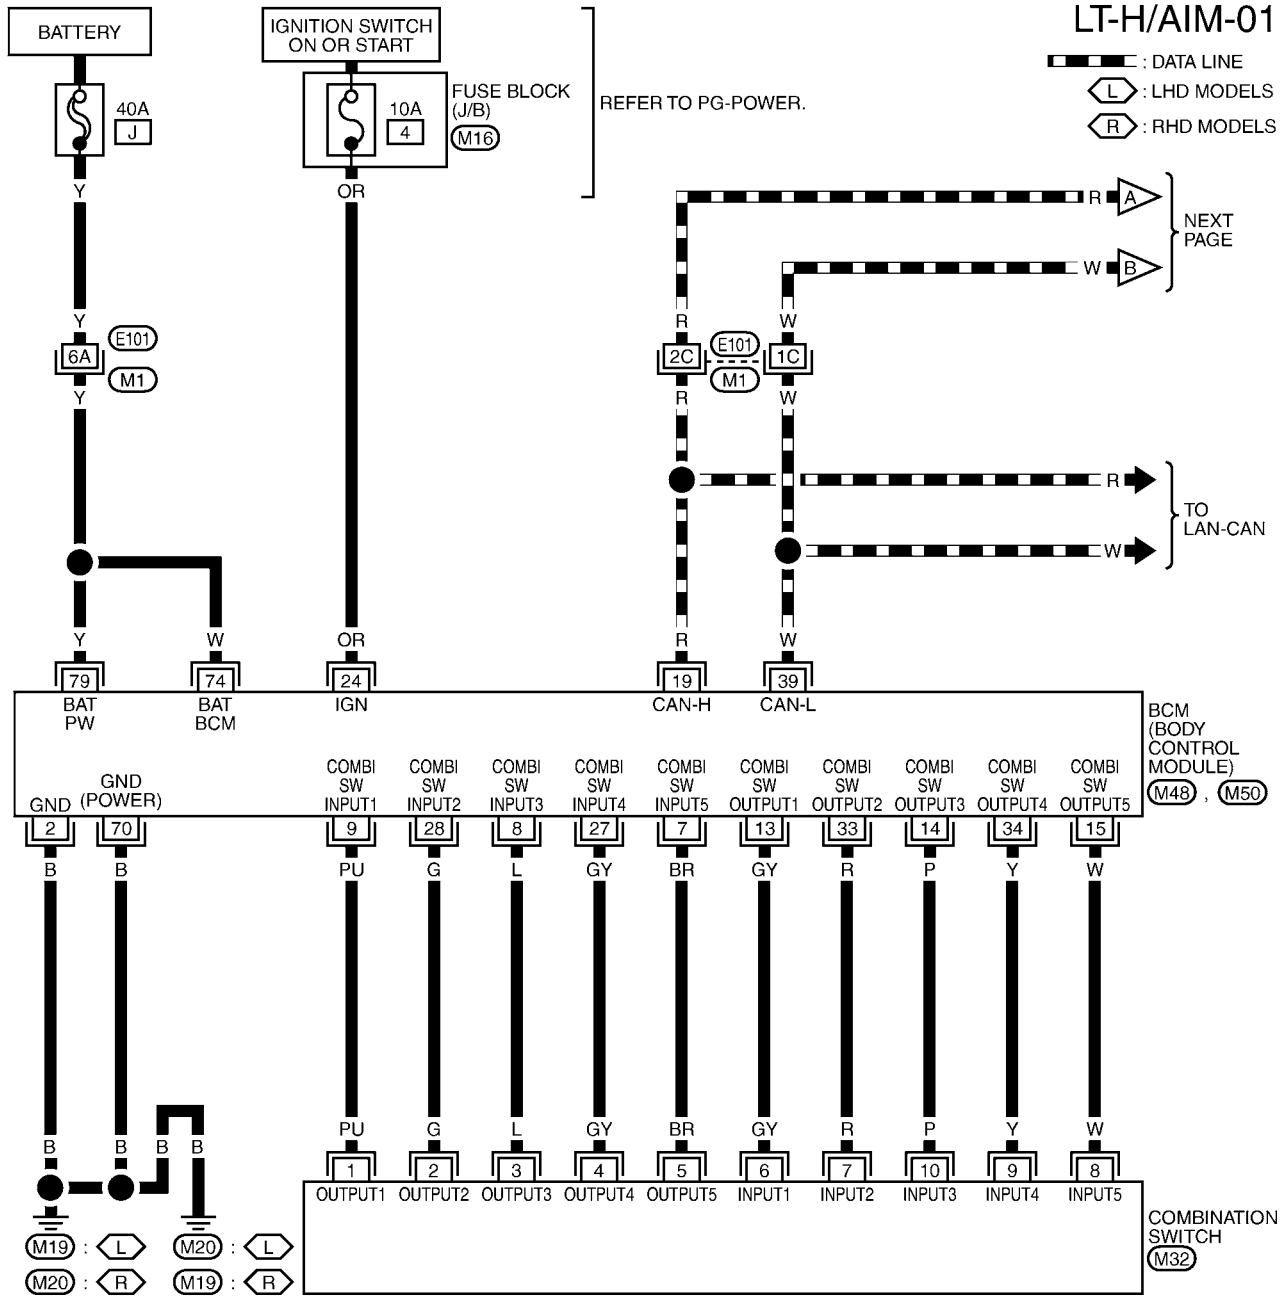 LT-H/AIM-01
BATTERY
IGNITION SWITCH
ON OR START
: DATA LINE
L : LHD MODELS
R : RHD MODELS
40A
J
10A
4
FUSE BLOCK
(J/B)
M16
REFER TO PG-POWER.
Y
OR
R A
W B
NEXT
PAGE
Y
R
W
6A
E101
M1
2C
E101
M1
1C
Y
R
W
R
W
TO
LAN-CAN
Y
W
OR
R
W
79
74
24
19
39
BAT
PW
BAT
BCM
IGN
CAN-H
CAN-L
BCM
(BODY
CONTROL
MODULE)
M48 , M50
GND
GND
(POWER)
COMBI
SW
INPUT1
COMBI
SW
INPUT2
COMBI
SW
INPUT3
COMBI
SW
INPUT4
COMBI
SW
INPUT5
COMBI
SW
OUTPUT1
COMBI
SW
OUTPUT2
COMBI
SW
OUTPUT3
COMBI
SW
OUTPUT4
COMBI
SW
OUTPUT5
2 70 9 28 8 27 7 13 33 14 34 15
B B PU G L GY BR GY R P Y W
PU G L GY BR GY R P Y W
B B B B
1 2 3 4 5 6 7 10 9 8
OUTPUT1 OUTPUT2 OUTPUT3 OUTPUT4 OUTPUT5 INPUT1 INPUT2 INPUT3 INPUT4 INPUT5
COMBINATION
SWITCH
M32
M19 : L M20 : L
M20 : R M19 : R